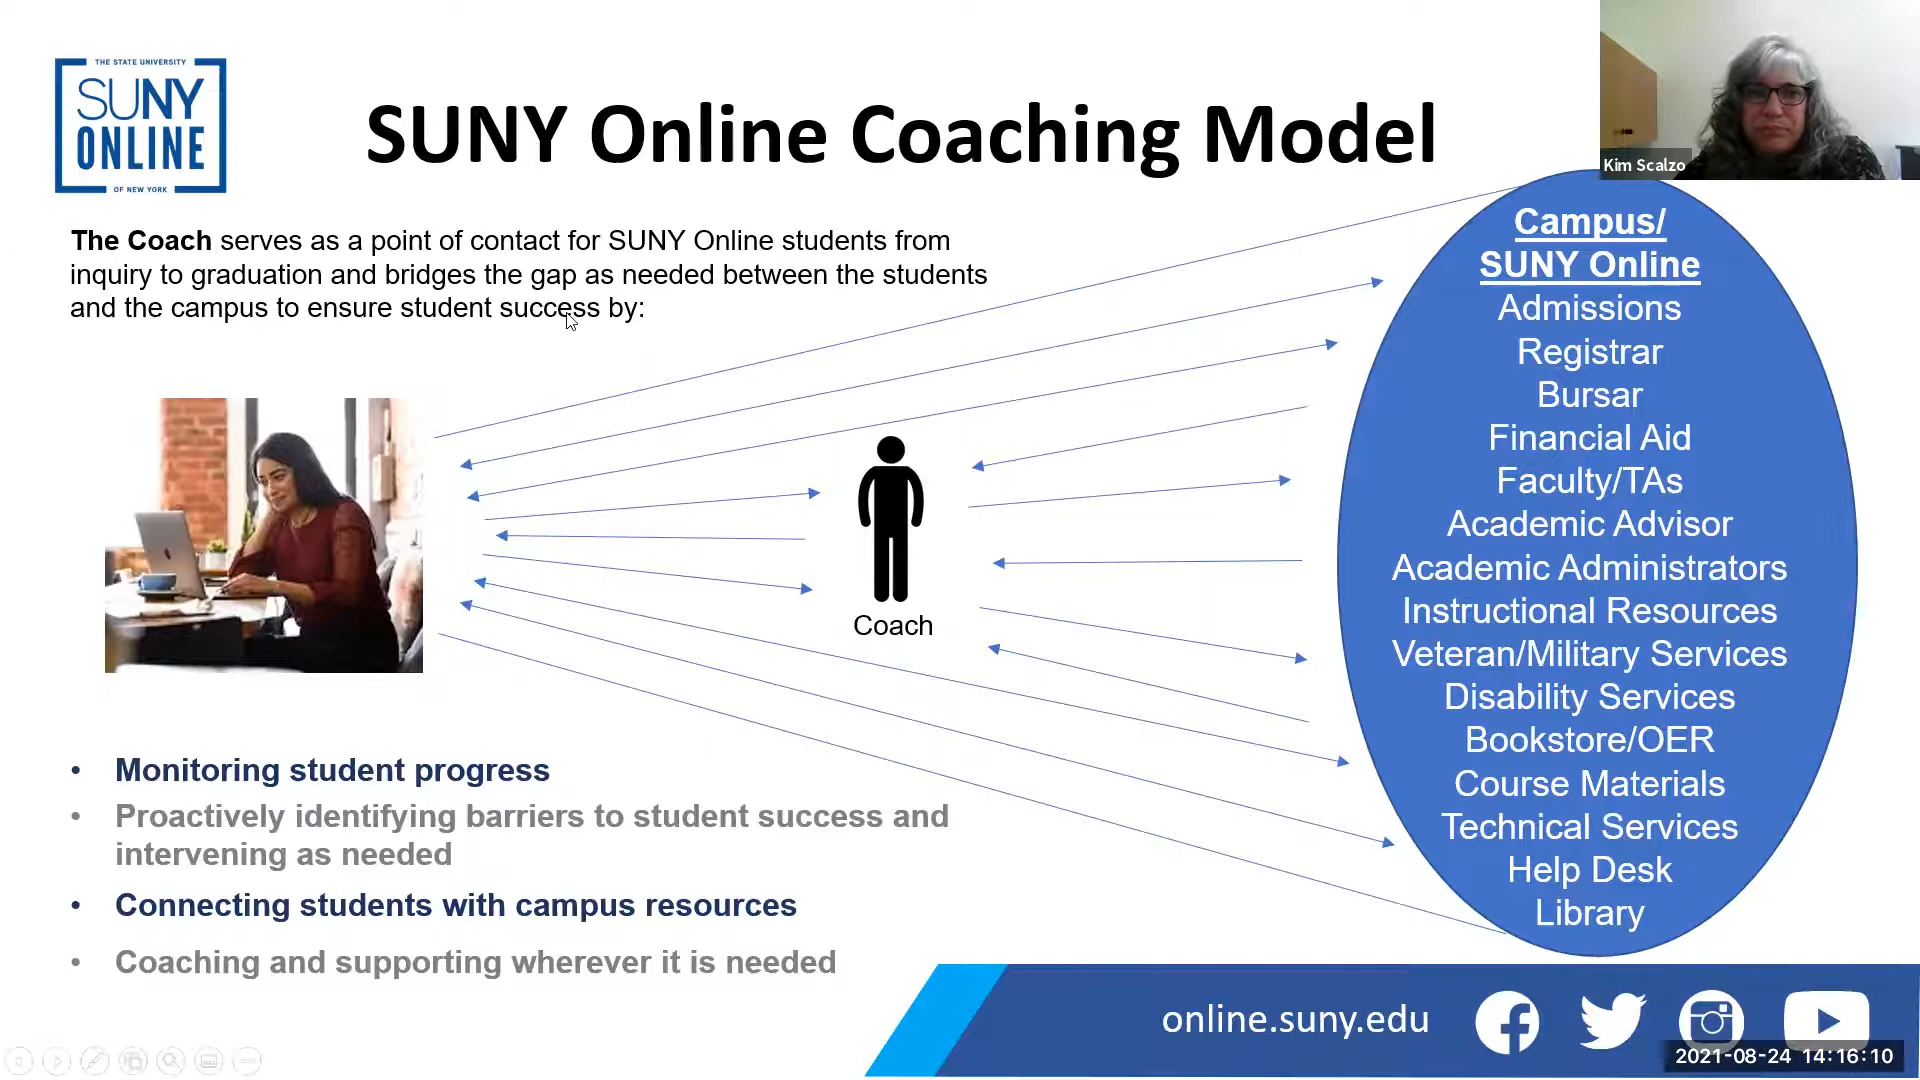 THE STATE UNIVERSITY
SUNY
ONLINE
OF NEW YORK
SUNY Online Coaching Model
Kim Scalzo
The Coach serves as a point of contact for SUNY Online students from
inquiry to graduation and bridges the gap as needed between the students
and the campus to ensure student success by:
Coach
Campus/
SUNY Online
Admissions
Registrar
Bursar
Financial Aid
Faculty/TAs
Academic Advisor
Academic Administrators
Instructional Resources
Veteran/Military Services
Disability Services
Bookstore/OER
Course Materials
Technical Services
Help Desk
Library
• Monitoring student progress
• Proactively identifying barriers to student success and
intervening as needed
• Connecting students with campus resources
• Coaching and supporting wherever it is needed
online.suny.edu
2021-08-24 14:16:10